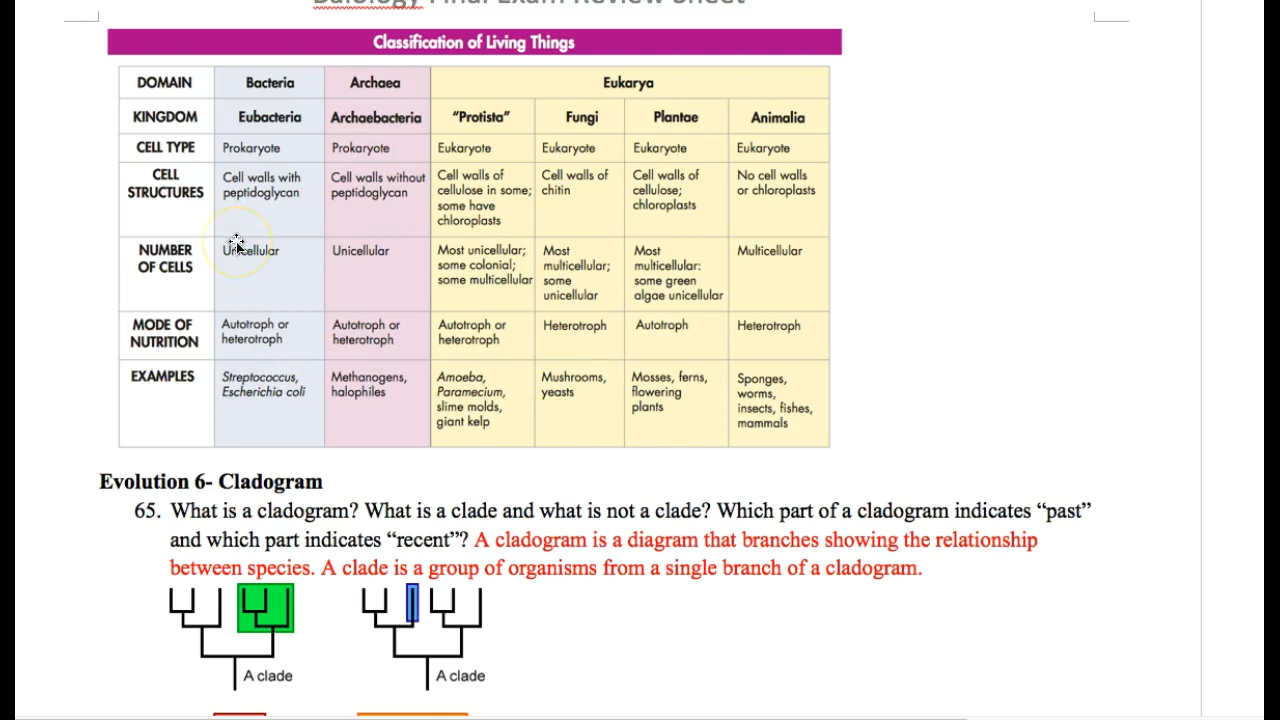 Final Exam Review Sheet
Classification of Living Things
DOMAIN Bacteria Archaea Eukarya
KINGDOM Eubacteria Archaebacteria "Protista" Fungi Plantae Animalia
CELL TYPE Prokaryote Prokaryote Eukaryote Eukaryote Eukaryote Eukaryote
CELL STRUCTURES
Cell walls with
peptidoglycan
Cell walls without
peptidoglycan
Cell walls of
cellulose in some;
some have
chloroplasts
Cell walls of
chitin
Cell walls of
cellulose;
chloroplasts
No cell walls
or chloroplasts
NUMBER
OF CELLS
Unicellular
Unicellular
Most unicellular;
some colonial;
some multicellular
Most
multicellular;
some
unicellular
Most
multicellular:
some green
algae unicellular
Multicellular
MODE OF
NUTRITION
Autotroph or
heterotroph
Autotroph or
heterotroph
Autotroph or
heterotroph
Heterotroph
Autotroph
Heterotroph
EXAMPLES
Streptococcus,
Escherichia coli
Methanogens,
halophiles
Amoeba,
Paramecium,
slime molds,
giant kelp
Mushrooms,
yeasts
Mosses, ferns,
flowering
plants
Sponges,
worms,
insects, fishes,
mammals
Evolution 6- Cladogram
65. What is a cladogram? What is a clade and what is not a clade? Which part of a cladogram indicates “past”
and which part indicates “recent”? A cladogram is a diagram that branches showing the relationship
between species. A clade is a group of organisms from a single branch of a cladogram.
A clade
A clade